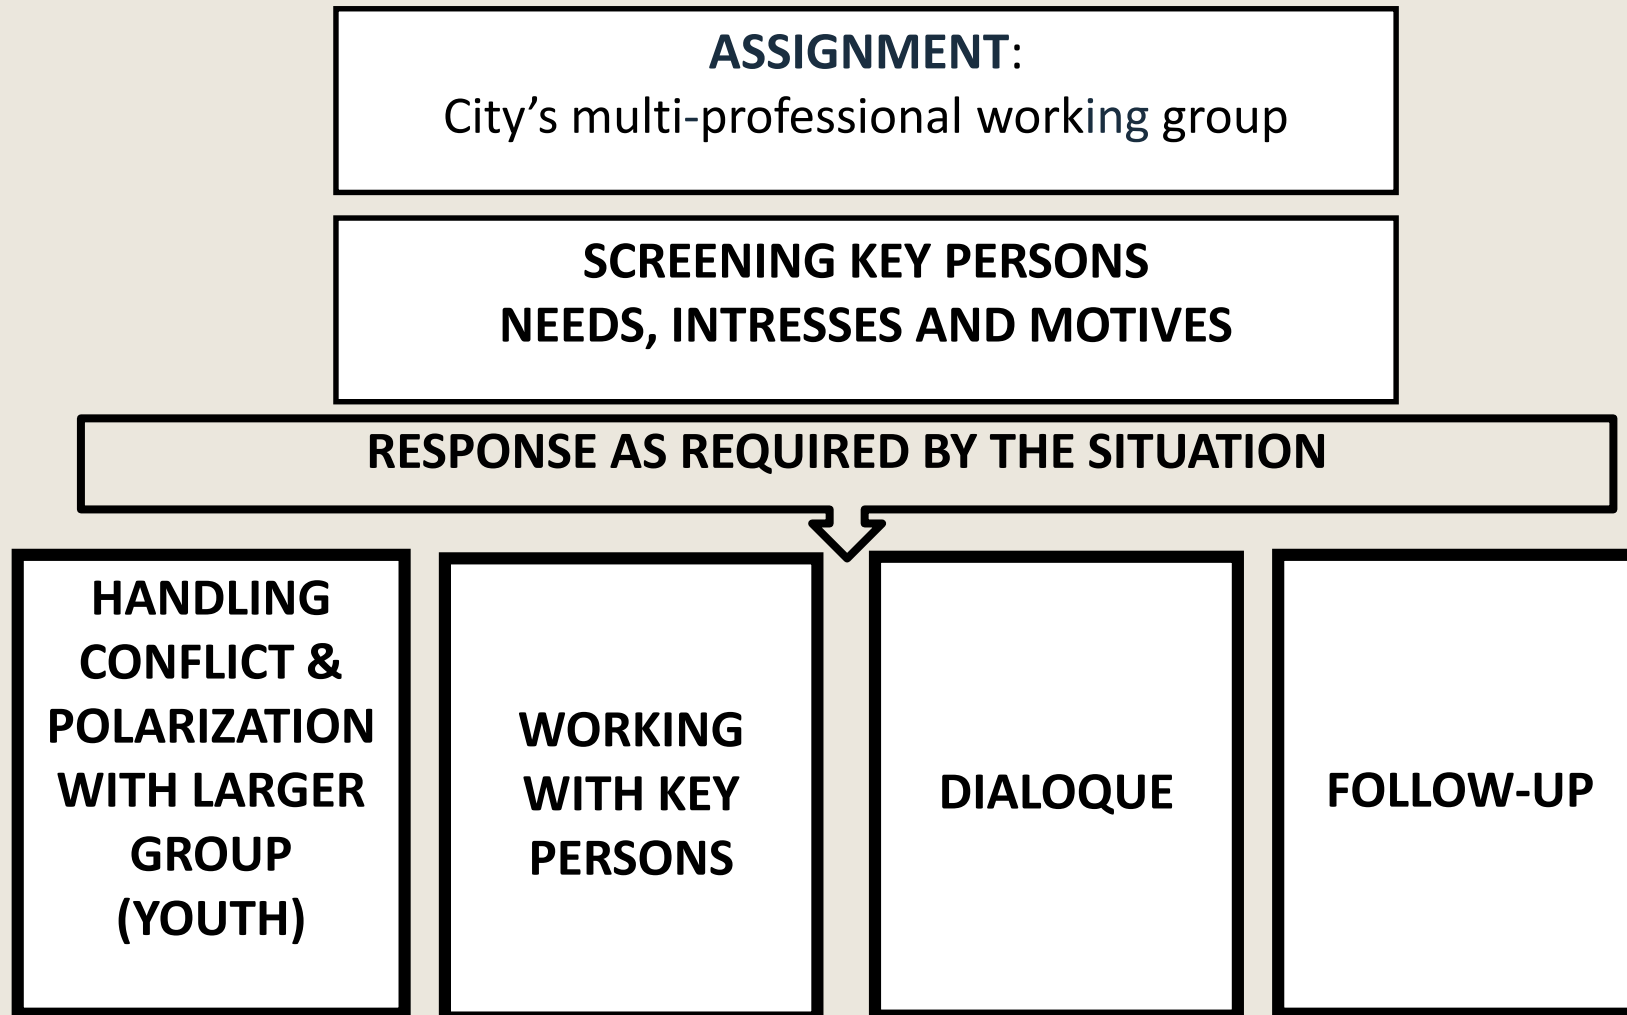 ASSIGNMENT:
City’s multi-professional working group
SCREENING KEY PERSONS
NEEDS, INTRESSES AND MOTIVES
RESPONSE AS REQUIRED BY THE SITUATION
HANDLING
CONFLICT &
POLARIZATION
WITH LARGER
GROUP
(YOUTH)
WORKING
WITH KEY
PERSONS
DIALOQUE
FOLLOW-UP